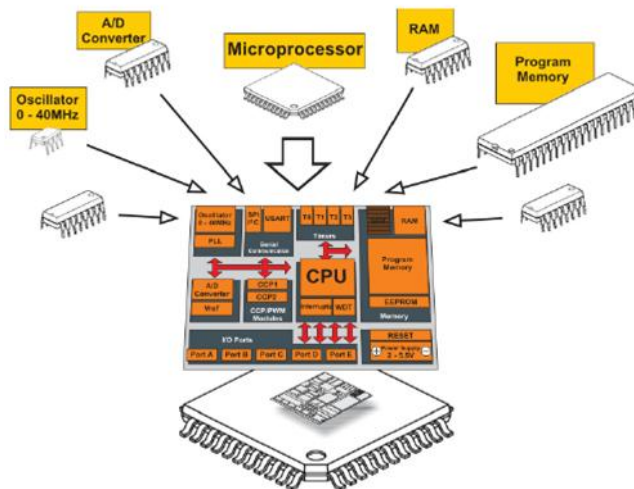 A/D
Converter
Microprocessor
RAM
Program
Memory
Oscillator
0 - 40MHz
Oscillator
0 - 40MHz
PLL
SPI
I²C
USART
Serial Communication
T0
T1
T2
T3
Timers
RAM
Program
Memory
EEPROM
Memory
A/D
Converter
Vref
CCP1
CCP2
CCP/PWM
Modules
CPU
Interrupts
WDT
I/O Ports
Port A
Port B
Port C
Port D
Port E
RESET
Power Supply
2 - 5,5V